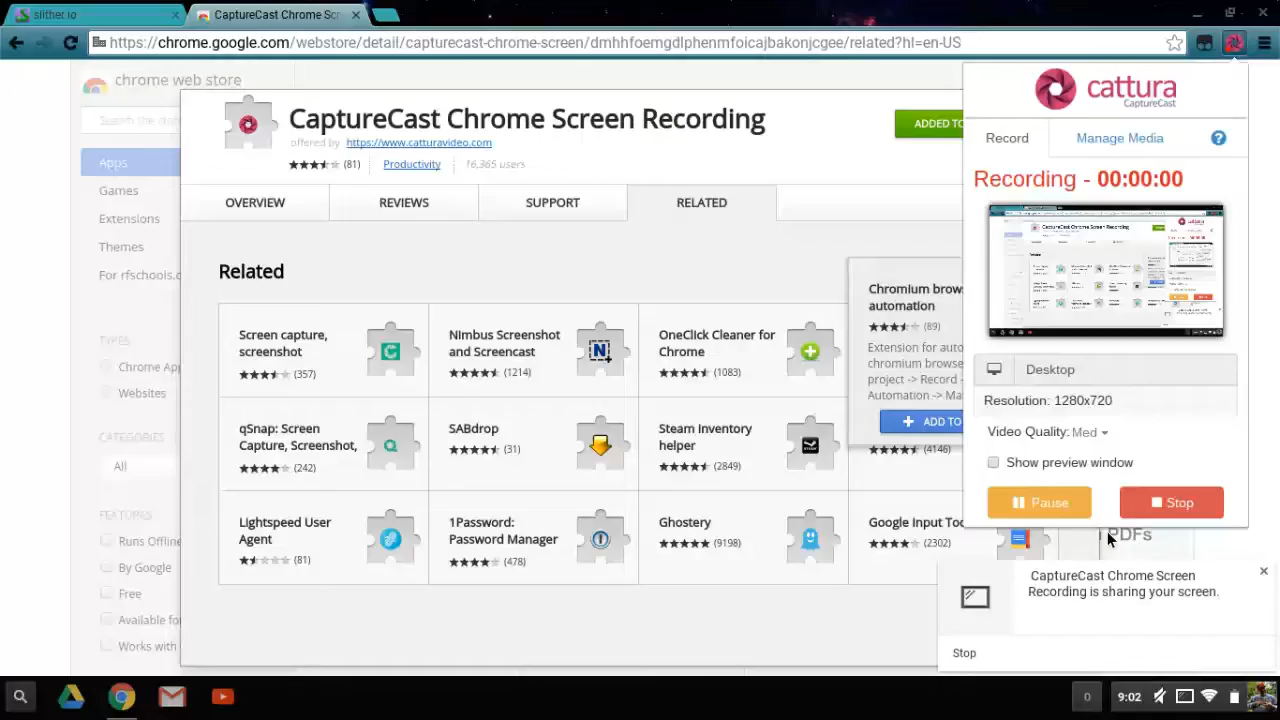 slither.io
CaptureCast Chrome Scr
https://chrome.google.com/webstore/detail/capturecast-chrome-screen/dmhhfoemgdlphenmfoicajbakonjcgee/related?hl=en-US
chrome web store
Search the store
Apps
Games
Extensions
Themes
For rfschools.c
TYPES
Chrome App
Websites
CATEGORIES
All
FEATURES
Runs Offline
By Google
Free
Available for
Works with
CaptureCast Chrome Screen Recording
offered by https://www.catturavideo.com
(81)
Productivity
16,365 users
ADDED TO
OVERVIEW
REVIEWS
SUPPORT
RELATED
Related
Screen capture,
screenshot
(357)
Nimbus Screenshot
and Screencast
(1214)
OneClick Cleaner for
Chrome
(1083)
Chromium brow
automation
(89)
Extension for auto
chromium browse
project -> Record -
Automation -> Ma
ADD TO
qSnap: Screen
Capture, Screenshot,
(242)
SABdrop
(31)
Steam Inventory
helper
(2849)
(4146)
Lightspeed User
Agent
(81)
1Password:
Password Manager
(478)
Ghostery
(9198)
Google Input Too
(2302)
cattura
CaptureCast
Record
Manage Media
?
Recording - 00:00:00
Desktop
Resolution: 1280x720
Video Quality: Med
Show preview window
Pause
Stop
PDFs
CaptureCast Chrome Screen
Recording is sharing your screen.
Stop
0
9:02